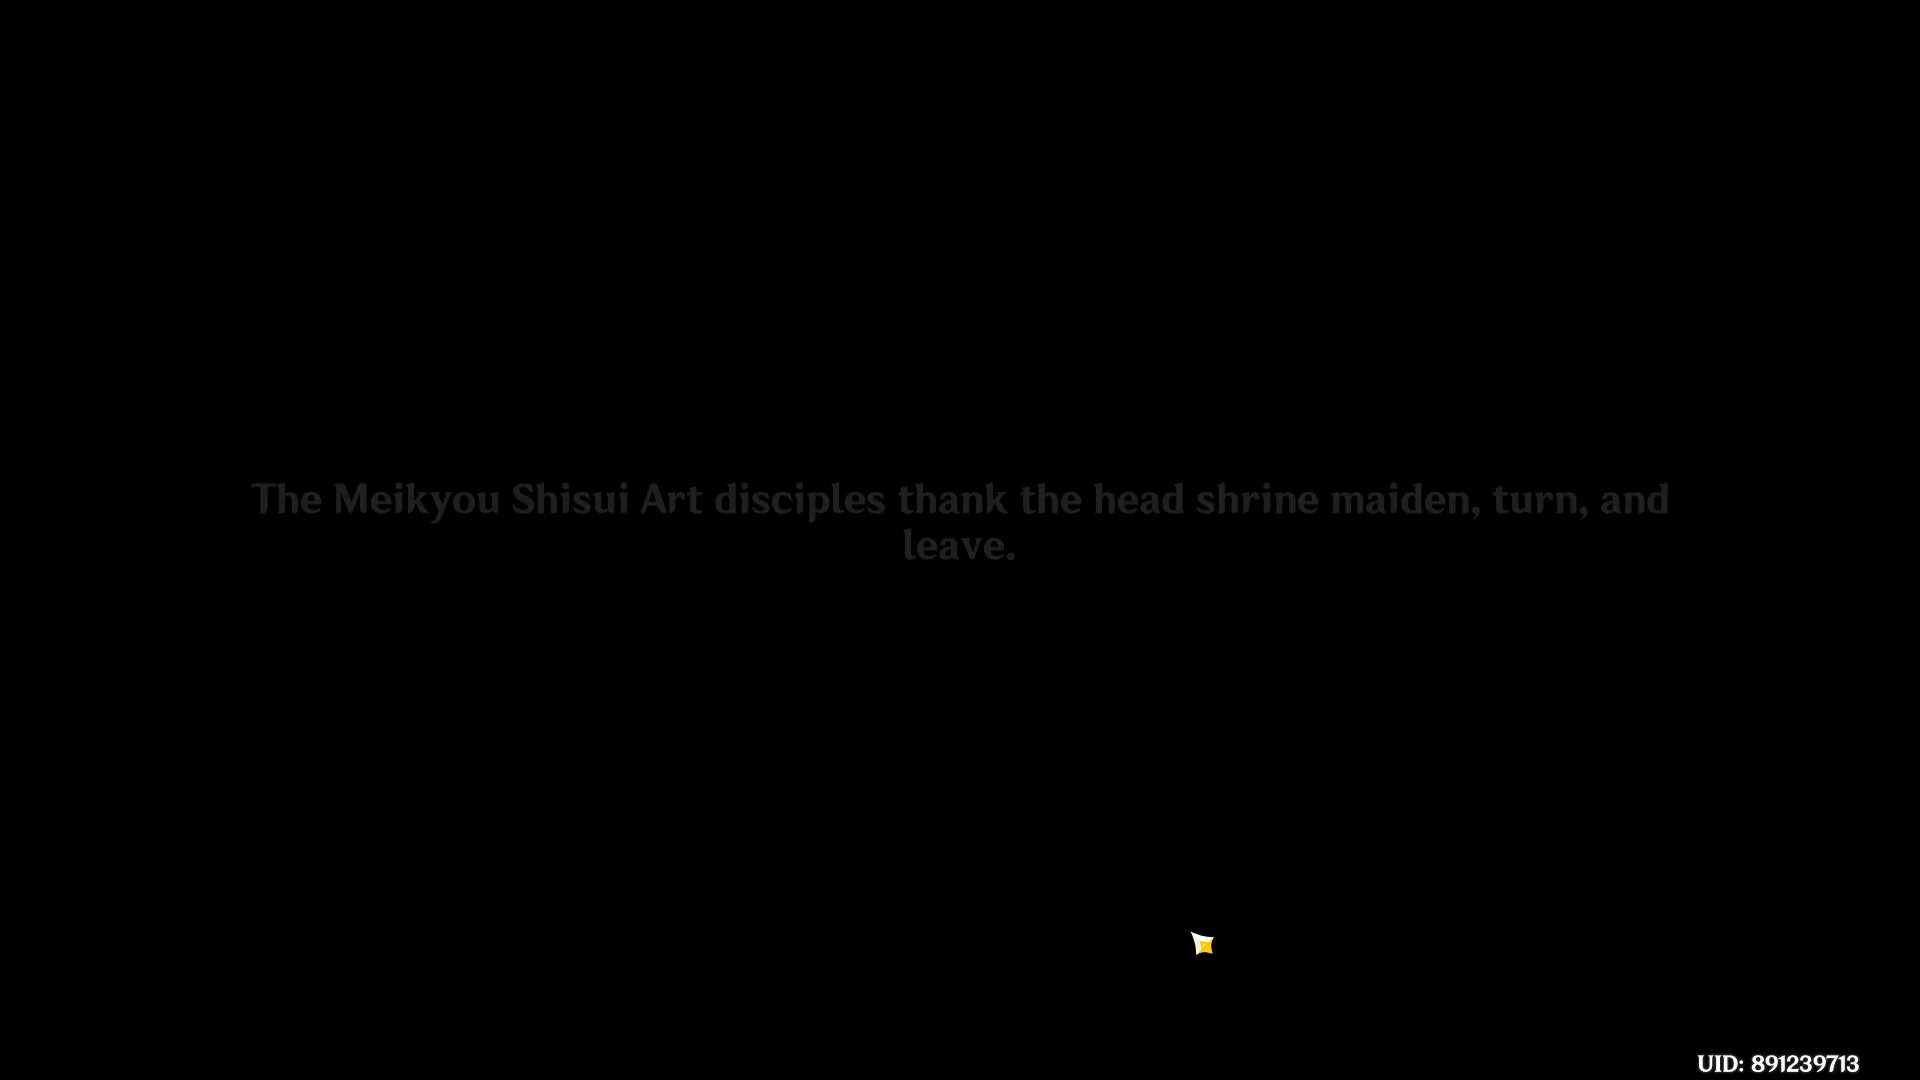 The Meikyou Shisui Art disciples thank the head shrine maiden, turn, and
leave.
UID: 891239713